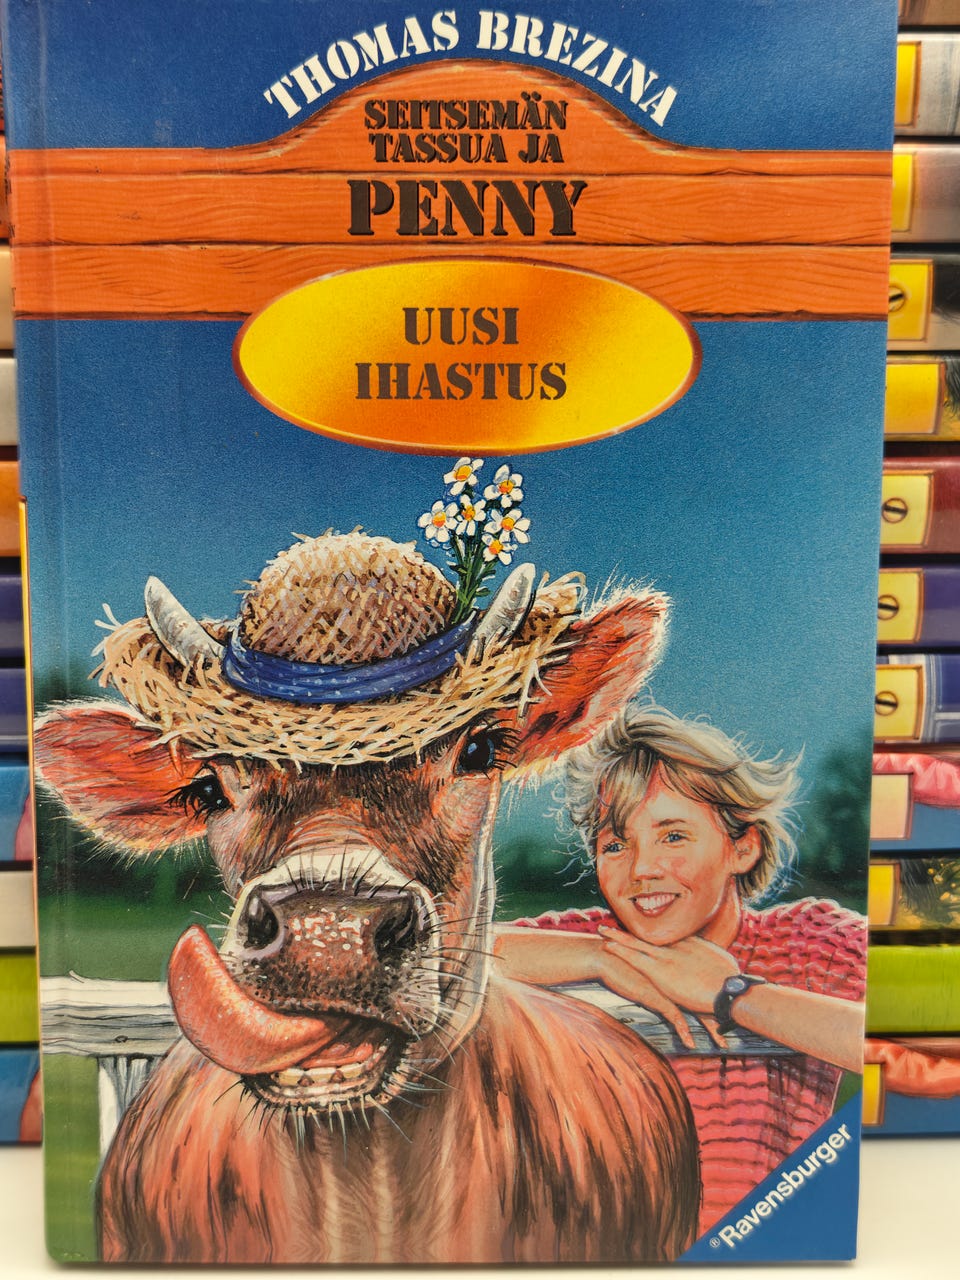 THOMAS BREZINA
SEITSEMÄN
TASSUA JA
PENNY
UUSI
IHASTUS
®Ravensburger